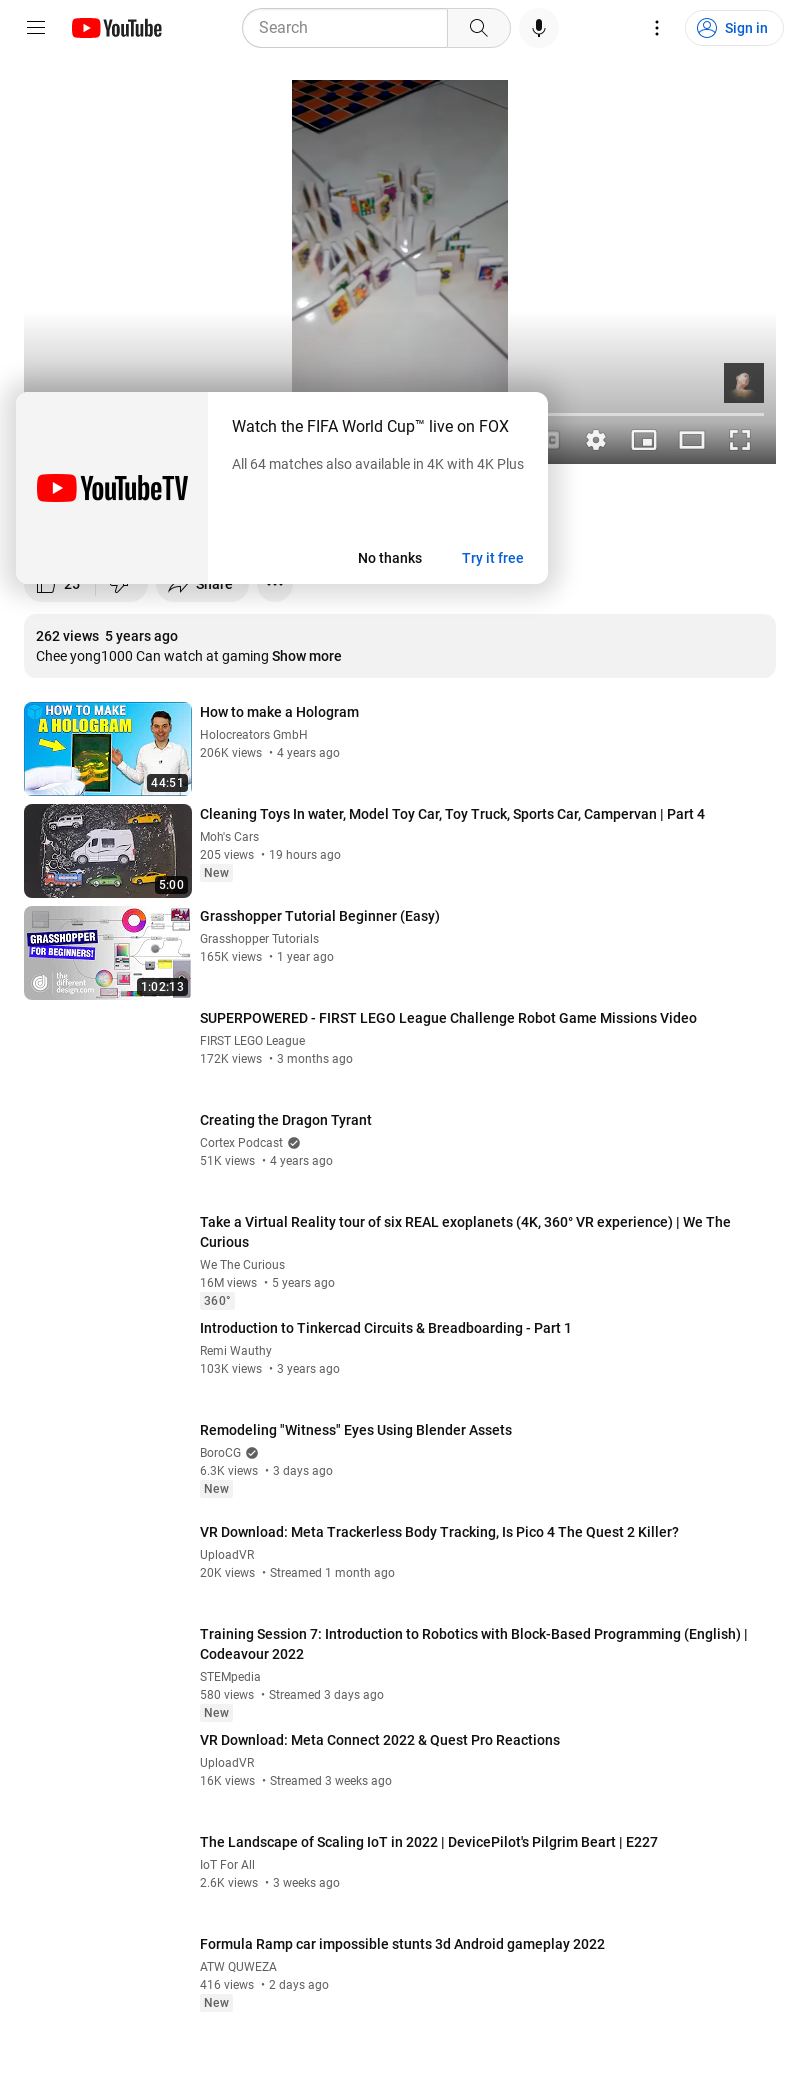 YouTube
Search
Sign in
Watch the FIFA World Cup™ live on FOX
All 64 matches also available in 4K with 4K Plus
YouTubeTV
No thanks
Try it free
25
Share
262 views 5 years ago
Chee yong1000 Can watch at gaming Show more
HOW TO MAKE
A HOLOGRAM
44:51
How to make a Hologram
Holocreators GmbH
206K views • 4 years ago
5:00
Cleaning Toys In water, Model Toy Car, Toy Truck, Sports Car, Campervan | Part 4
Moh's Cars
205 views • 19 hours ago
New
GRASSHOPPER
FOR BEGINNERS!
the
different
design.com
1:02:13
Grasshopper Tutorial Beginner (Easy)
Grasshopper Tutorials
165K views • 1 year ago
SUPERPOWERED - FIRST LEGO League Challenge Robot Game Missions Video
FIRST LEGO League
172K views • 3 months ago
Creating the Dragon Tyrant
Cortex Podcast
51K views • 4 years ago
Take a Virtual Reality tour of six REAL exoplanets (4K, 360° VR experience) | We The
Curious
We The Curious
16M views • 5 years ago
360°
Introduction to Tinkercad Circuits & Breadboarding - Part 1
Remi Wauthy
103K views • 3 years ago
Remodeling "Witness" Eyes Using Blender Assets
BoroCG
6.3K views • 3 days ago
New
VR Download: Meta Trackerless Body Tracking, Is Pico 4 The Quest 2 Killer?
UploadVR
20K views • Streamed 1 month ago
Training Session 7: Introduction to Robotics with Block-Based Programming (English) |
Codeavour 2022
STEMpedia
580 views • Streamed 3 days ago
New
VR Download: Meta Connect 2022 & Quest Pro Reactions
UploadVR
16K views • Streamed 3 weeks ago
The Landscape of Scaling IoT in 2022 | DevicePilot's Pilgrim Beart | E227
IoT For All
2.6K views • 3 weeks ago
Formula Ramp car impossible stunts 3d Android gameplay 2022
ATW QUWEZA
416 views • 2 days ago
New